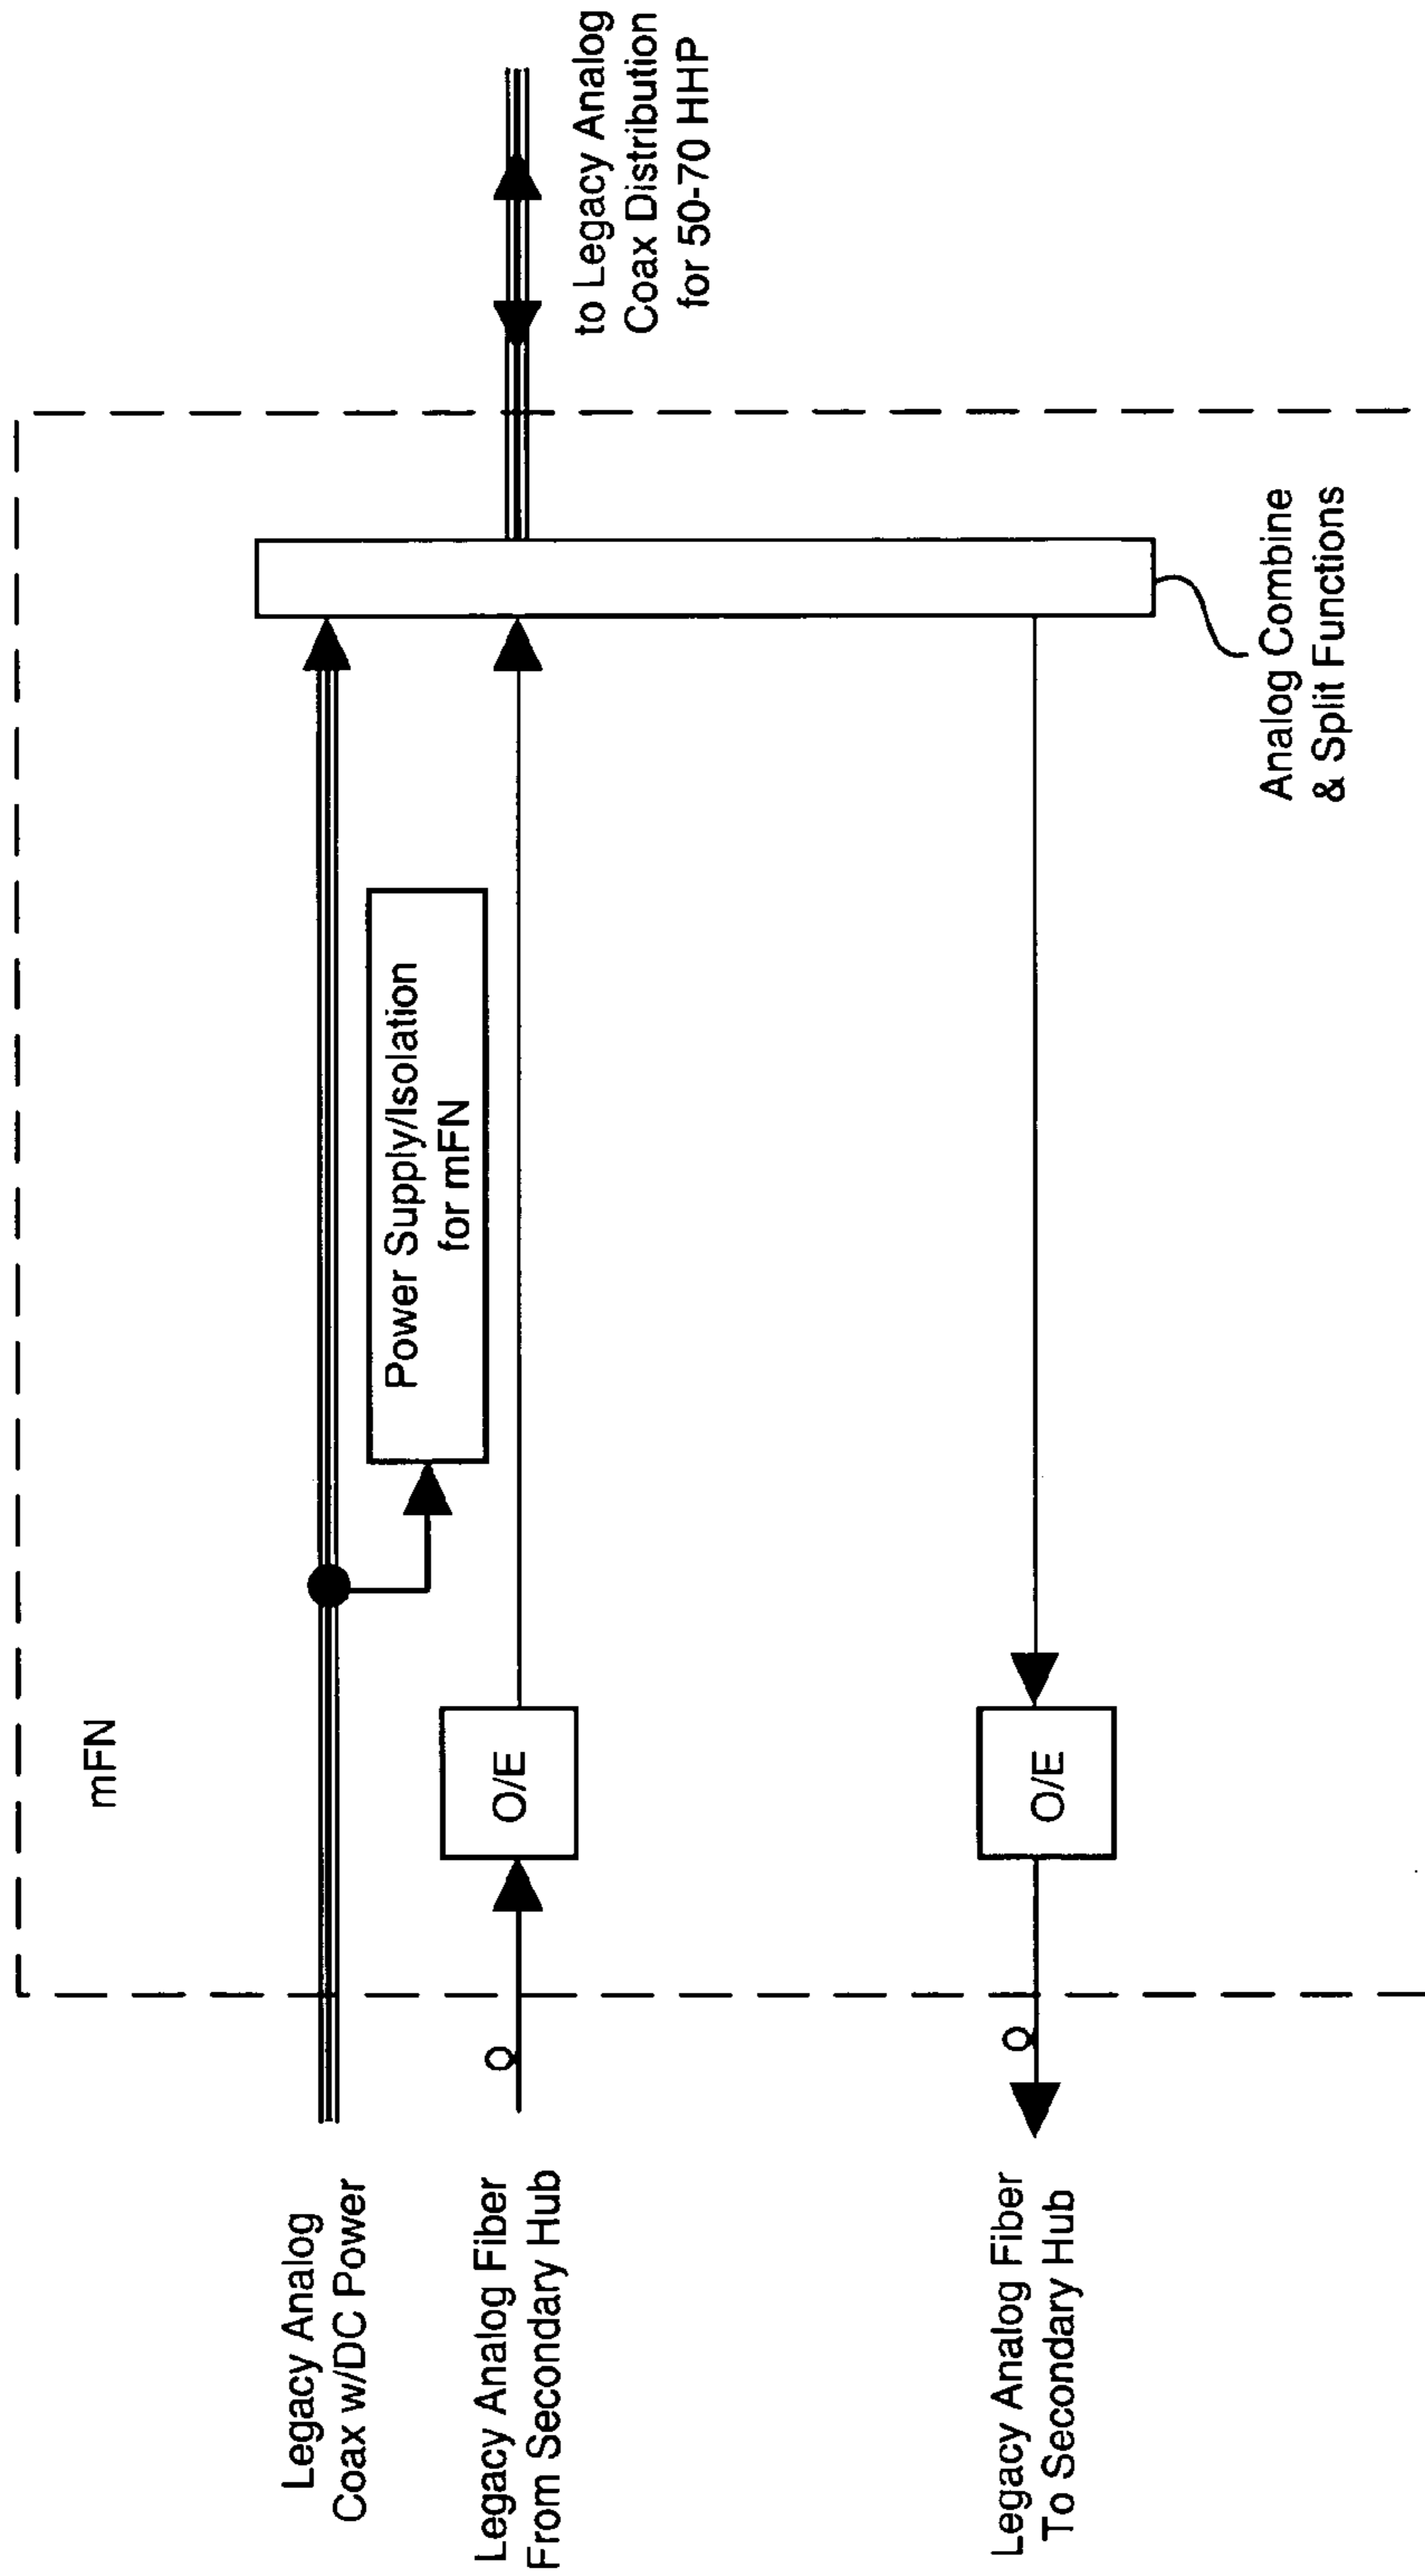 mFN
Legacy Analog
Coax w/DC Power
Power Supply/Isolation
for mFN
Legacy Analog Fiber
From Secondary Hub
O/E
to Legacy Analog
Coax Distribution
for 50-70 HHP
Legacy Analog Fiber
To Secondary Hub
O/E
Analog Combine
& Split Functions